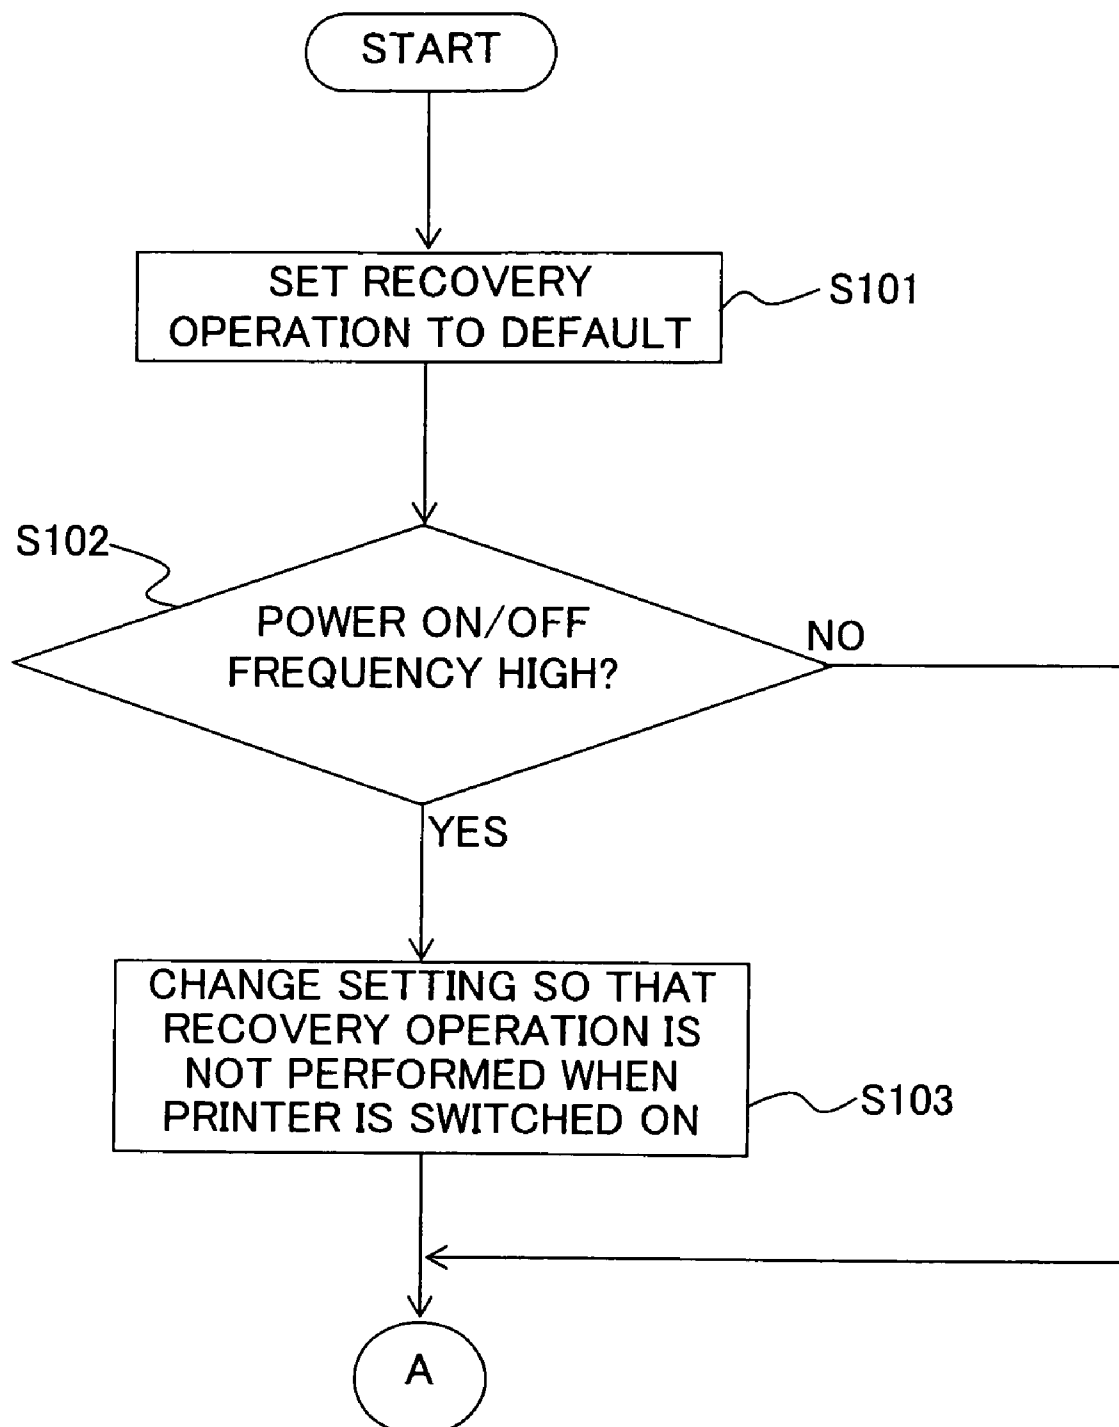 START
SET RECOVERY
OPERATION TO DEFAULT
S101
S102
POWER ON/OFF
FREQUENCY HIGH?
NO
YES
CHANGE SETTING SO THAT
RECOVERY OPERATION IS
NOT PERFORMED WHEN
PRINTER IS SWITCHED ON
S103
A